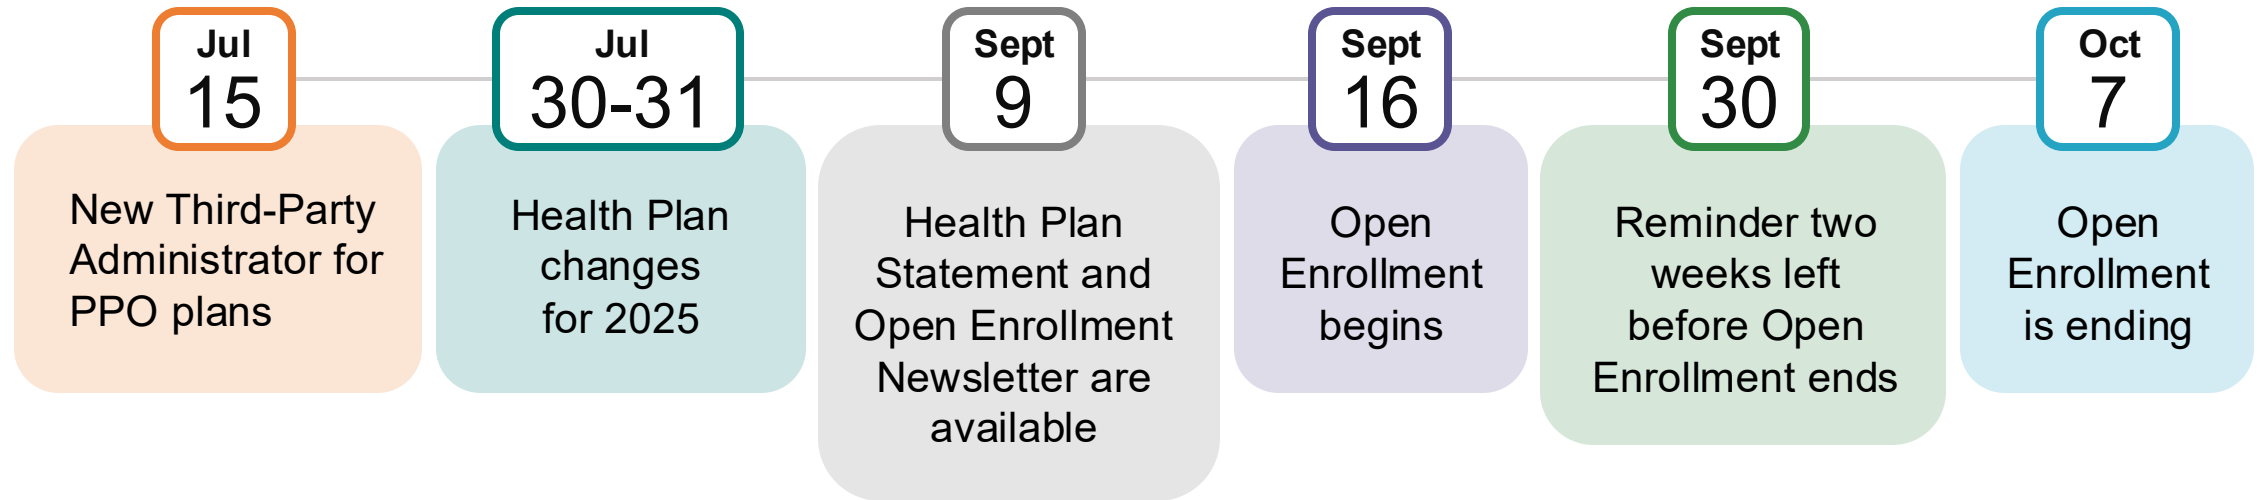 Jul
15
New Third-Party
Administrator for
PPO plans
Jul
30-31
Health Plan
changes
for 2025
Sept
9
Health Plan
Statement and
Open Enrollment
Newsletter are
available
Sept
16
Open
Enrollment
begins
Sept
30
Reminder two
weeks left
before Open
Enrollment ends
Oct
7
Open
Enrollment
is ending